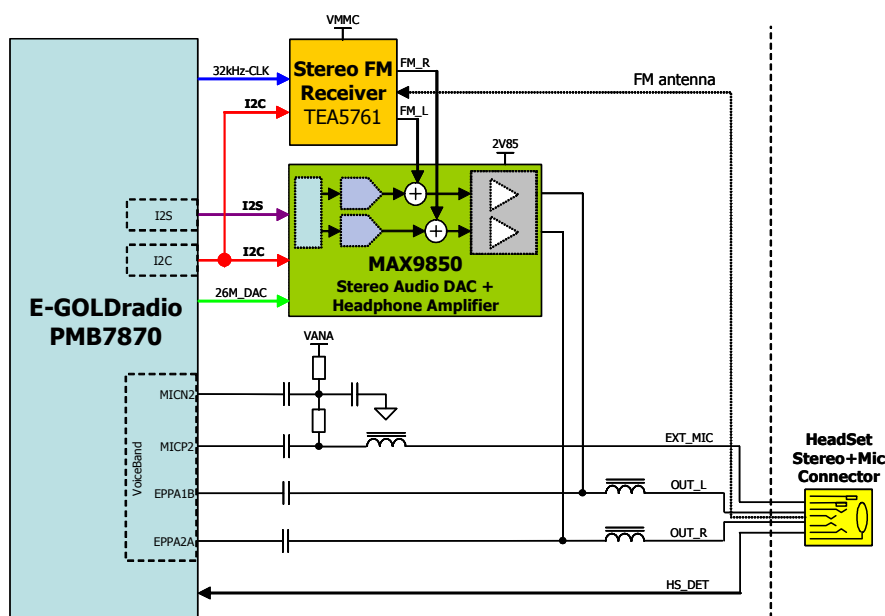 VMMC
32kHz-CLK
Stereo FM
Receiver
TEA5761
FM_R
FM_L
FM antenna
I2C
2V85
I2S
I2S
I2C
I2C
MAX9850
Stereo Audio DAC +
Headphone Amplifier
26M_DAC
E-GOLDradio
PMB7870
VANA
VoiceBand
MICN2
MICP2
EXT_MIC
HeadSet
Stereo+Mic
Connector
EPPA1B
OUT_L
EPPA2A
OUT_R
HS_DET